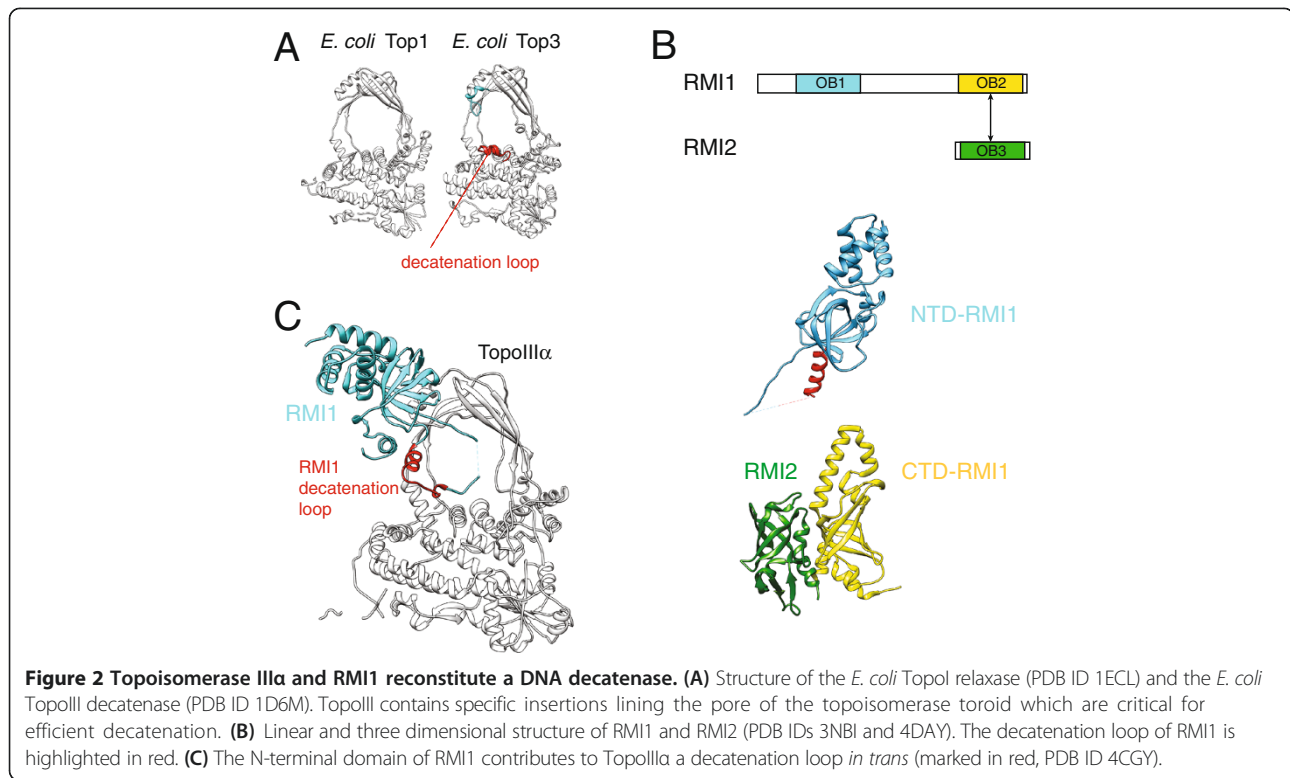 A
E. coli Top1
E. coli Top3
decatenation loop
B
RMI1
OB1
OB2
RMI2
OB3
NTD-RMI1
RMI2
CTD-RMI1
C
TopoIIIα
RMI1
RMI1
decatenation
loop
Figure 2 Topoisomerase IIIα and RMI1 reconstitute a DNA decatenase. (A) Structure of the E. coli TopoI relaxase (PDB ID 1ECL) and the E. coli
TopoIII decatenase (PDB ID 1D6M). TopoIII contains specific insertions lining the pore of the topoisomerase toroid which are critical for
efficient decatenation. (B) Linear and three dimensional structure of RMI1 and RMI2 (PDB IDs 3NBI and 4DAY). The decatenation loop of RMI1 is
highlighted in red. (C) The N-terminal domain of RMI1 contributes to TopoIIIα a decatenation loop in trans (marked in red, PDB ID 4CGY).